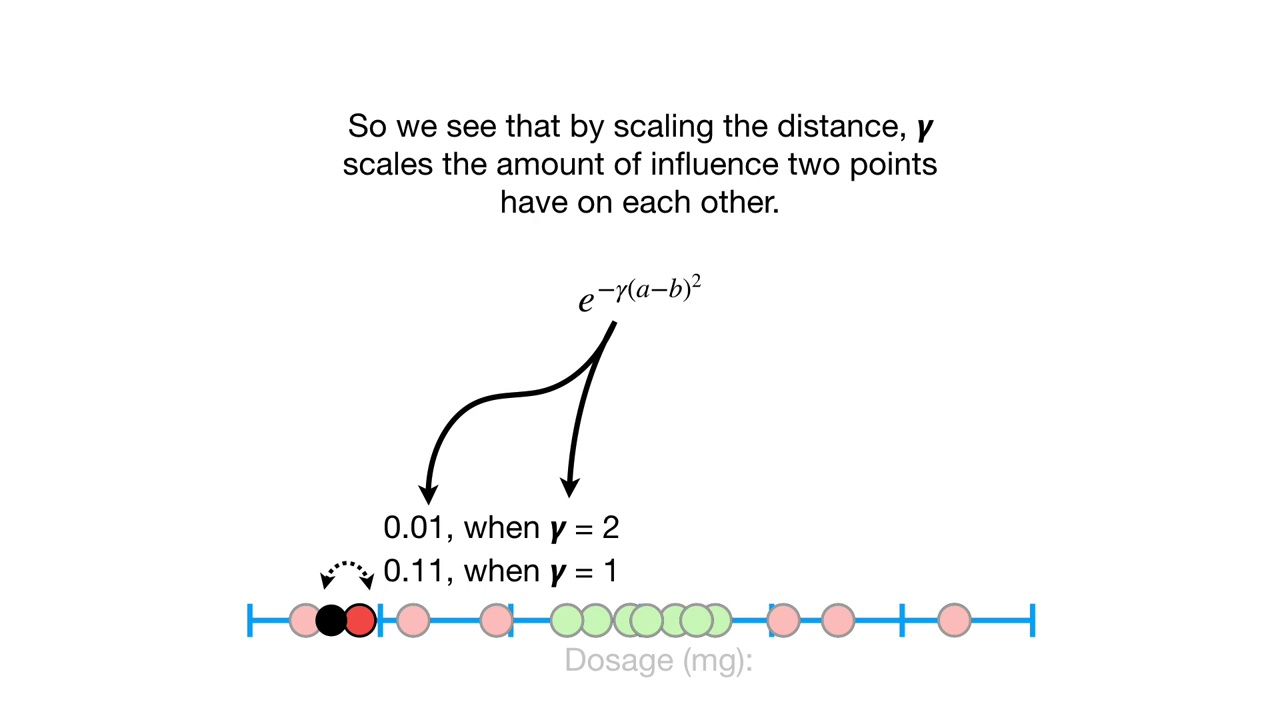 So we see that by scaling the distance, γ
scales the amount of influence two points
have on each other.
e^{−γ(a−b)^2}
0.01, when γ = 2
0.11, when γ = 1
Dosage (mg):